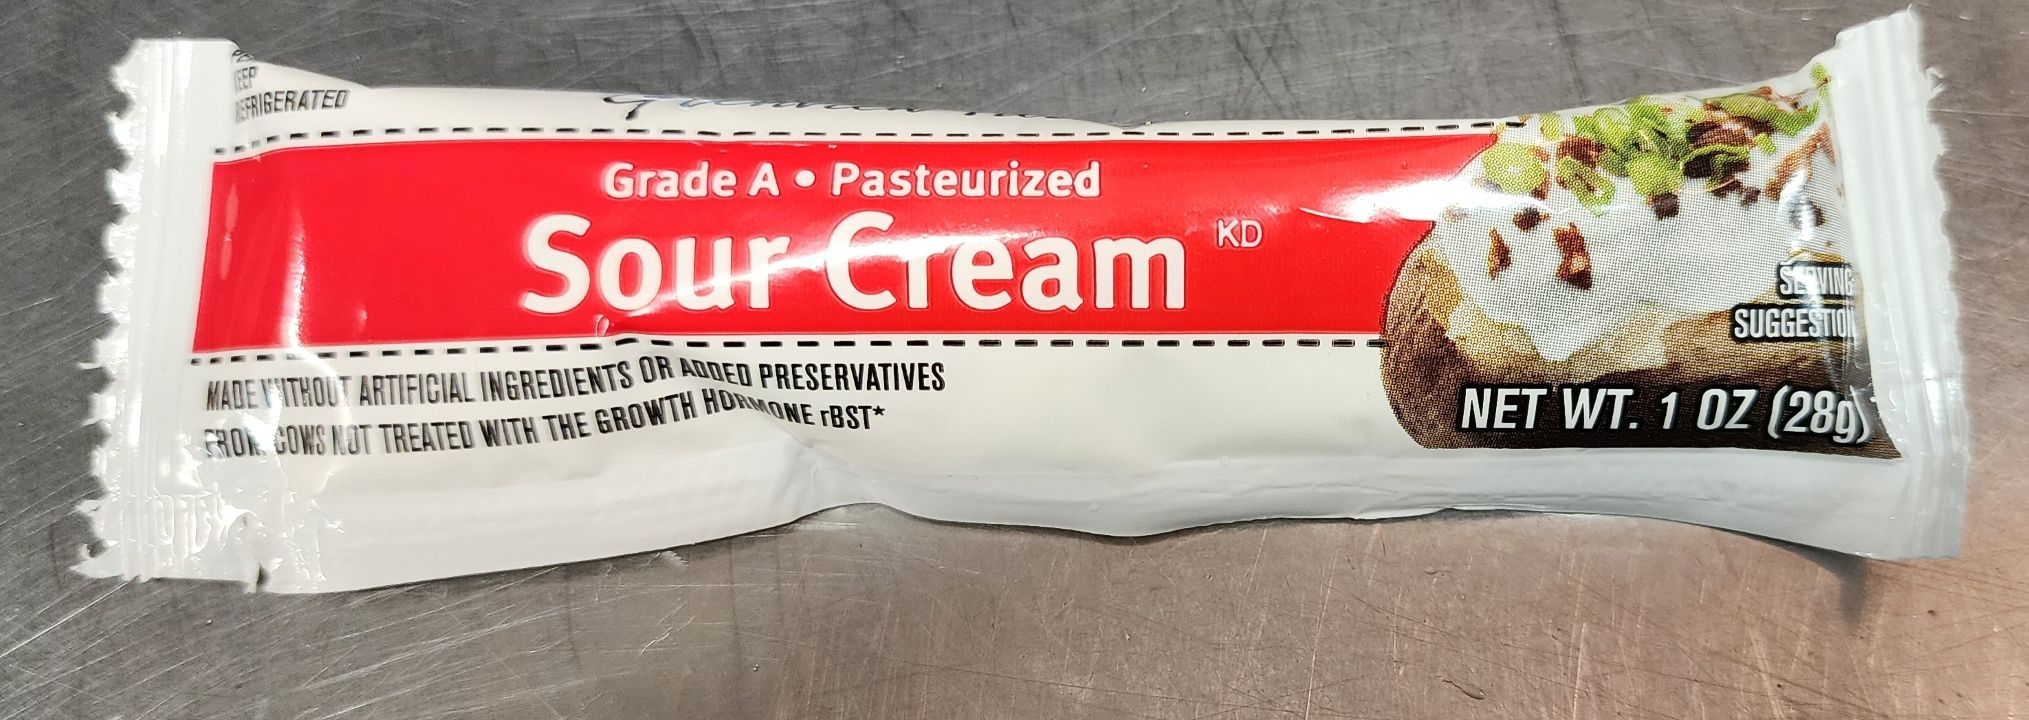 KEEP
REFRIGERATED
Grade A • Pasteurized
Sour Cream KD
MADE WITHOUT ARTIFICIAL INGREDIENTS OR ADDED PRESERVATIVES
FROM COWS NOT TREATED WITH THE GROWTH HORMONE rBST*
SERVING
SUGGESTION
NET WT. 1 OZ (28g)